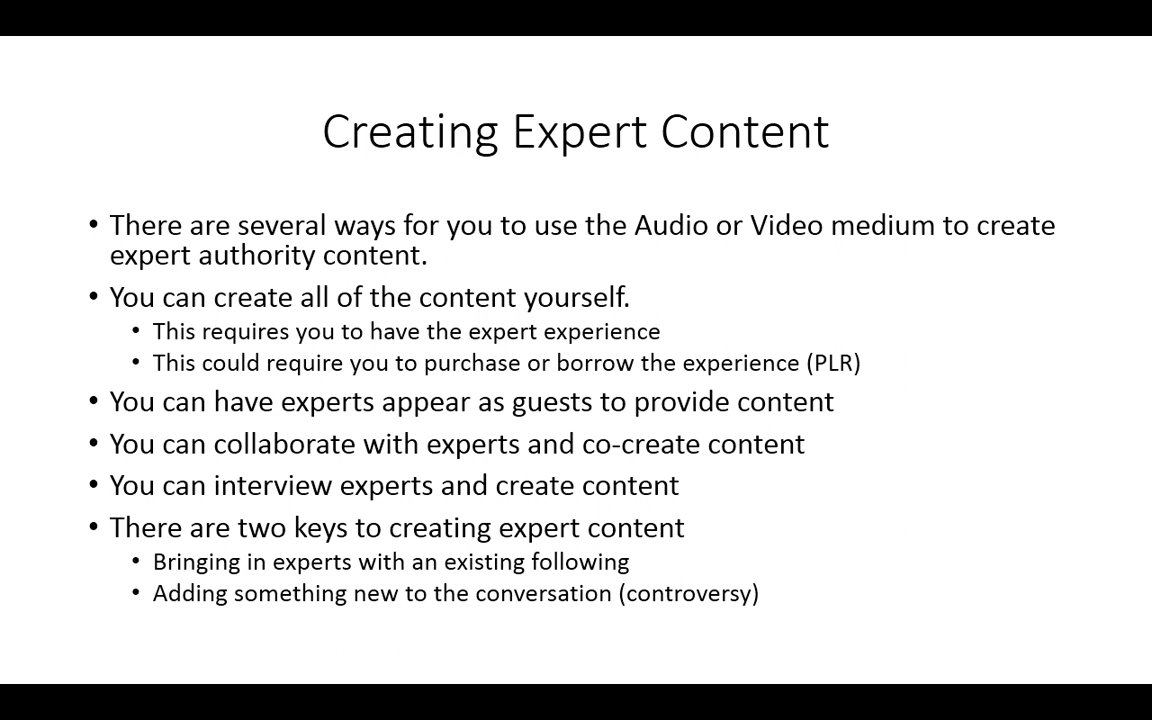 Creating Expert Content
• There are several ways for you to use the Audio or Video medium to create
expert authority content.
• You can create all of the content yourself.
• This requires you to have the expert experience
• This could require you to purchase or borrow the experience (PLR)
• You can have experts appear as guests to provide content
• You can collaborate with experts and co-create content
• You can interview experts and create content
• There are two keys to creating expert content
• Bringing in experts with an existing following
• Adding something new to the conversation (controversy)